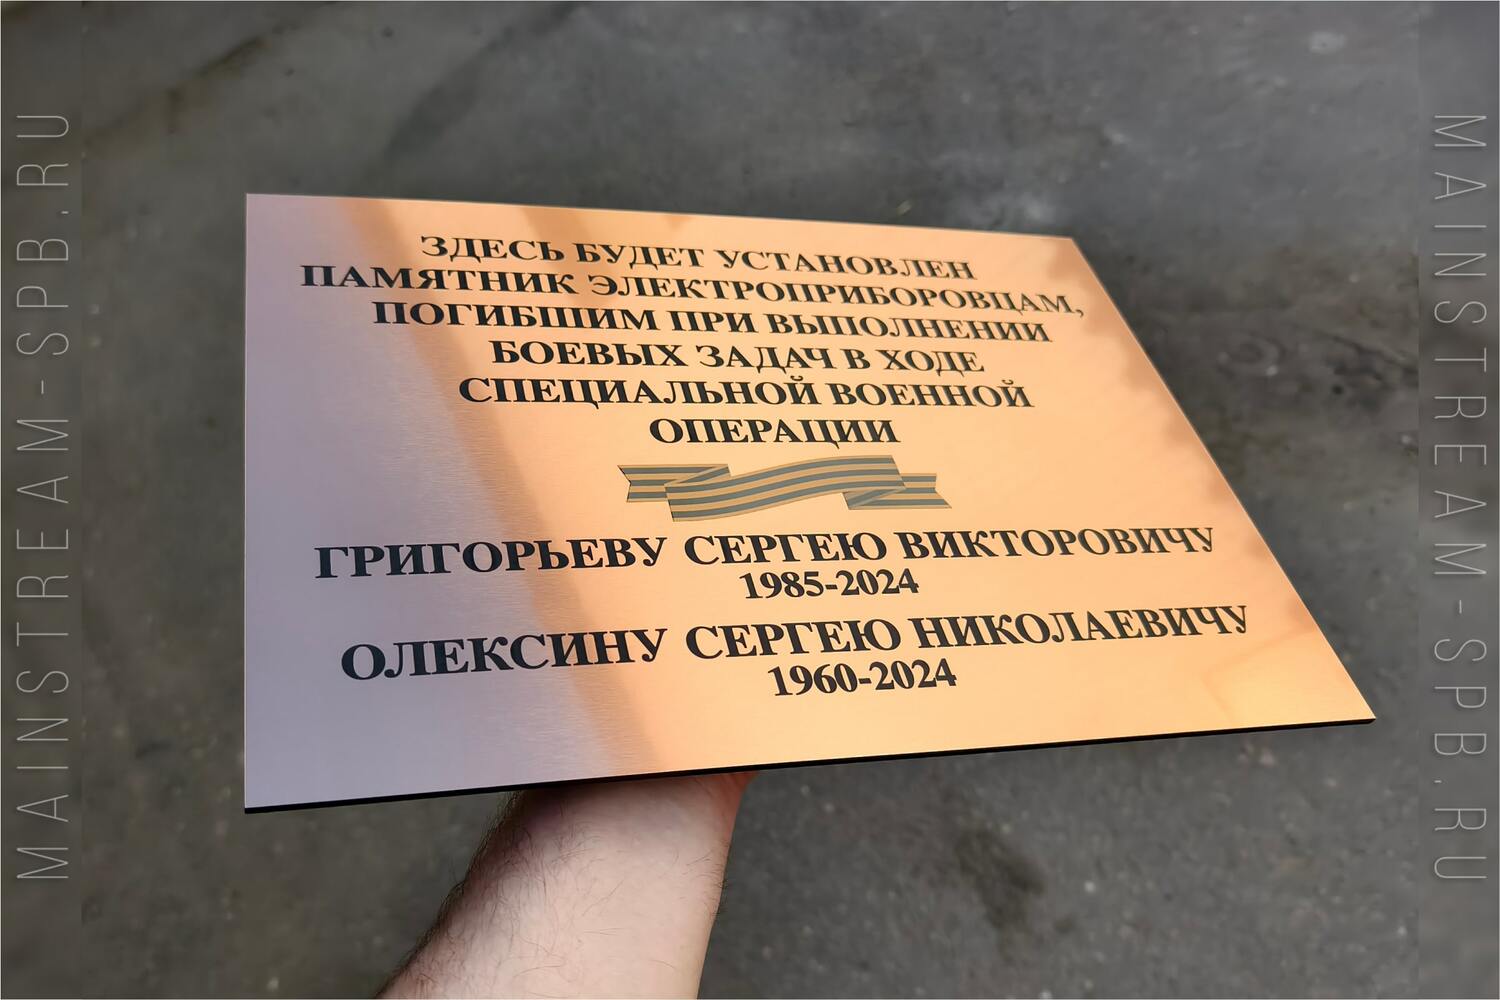 ЗДЕСЬ БУДЕТ УСТАНОВЛЕН
ПАМЯТНИК ЭЛЕКТРОПРИБОРОВЦАМ,
ПОГИБШИМ ПРИ ВЫПОЛНЕНИИ
БОЕВЫХ ЗАДАЧ В ХОДЕ
СПЕЦИАЛЬНОЙ ВОЕННОЙ
ОПЕРАЦИИ
ГРИГОРЬЕВУ СЕРГЕЮ ВИКТОРОВИЧУ
1985-2024
ОЛЕКСИНУ СЕРГЕЮ НИКОЛАЕВИЧУ
1960-2024
MAINSTREAM-SPB.RU
MAINSTREAM-SPB.RU